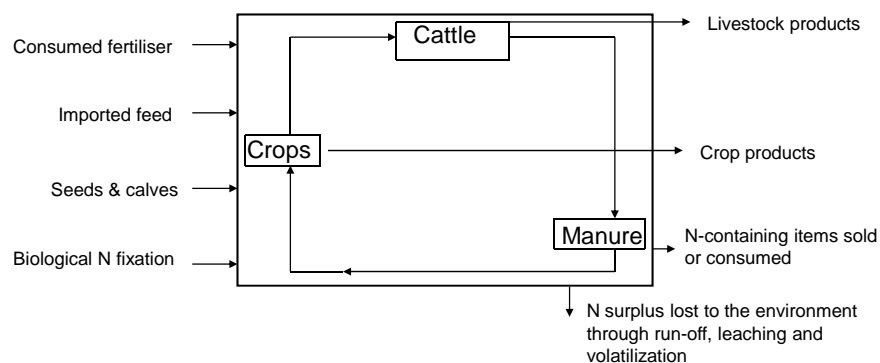 Cattle
Livestock products
Consumed fertiliser
Imported feed
Crops
Crop products
Seeds & calves
Manure
N-containing items sold
or consumed
Biological N fixation
N surplus lost to the environment
through run-off, leaching and
volatilization